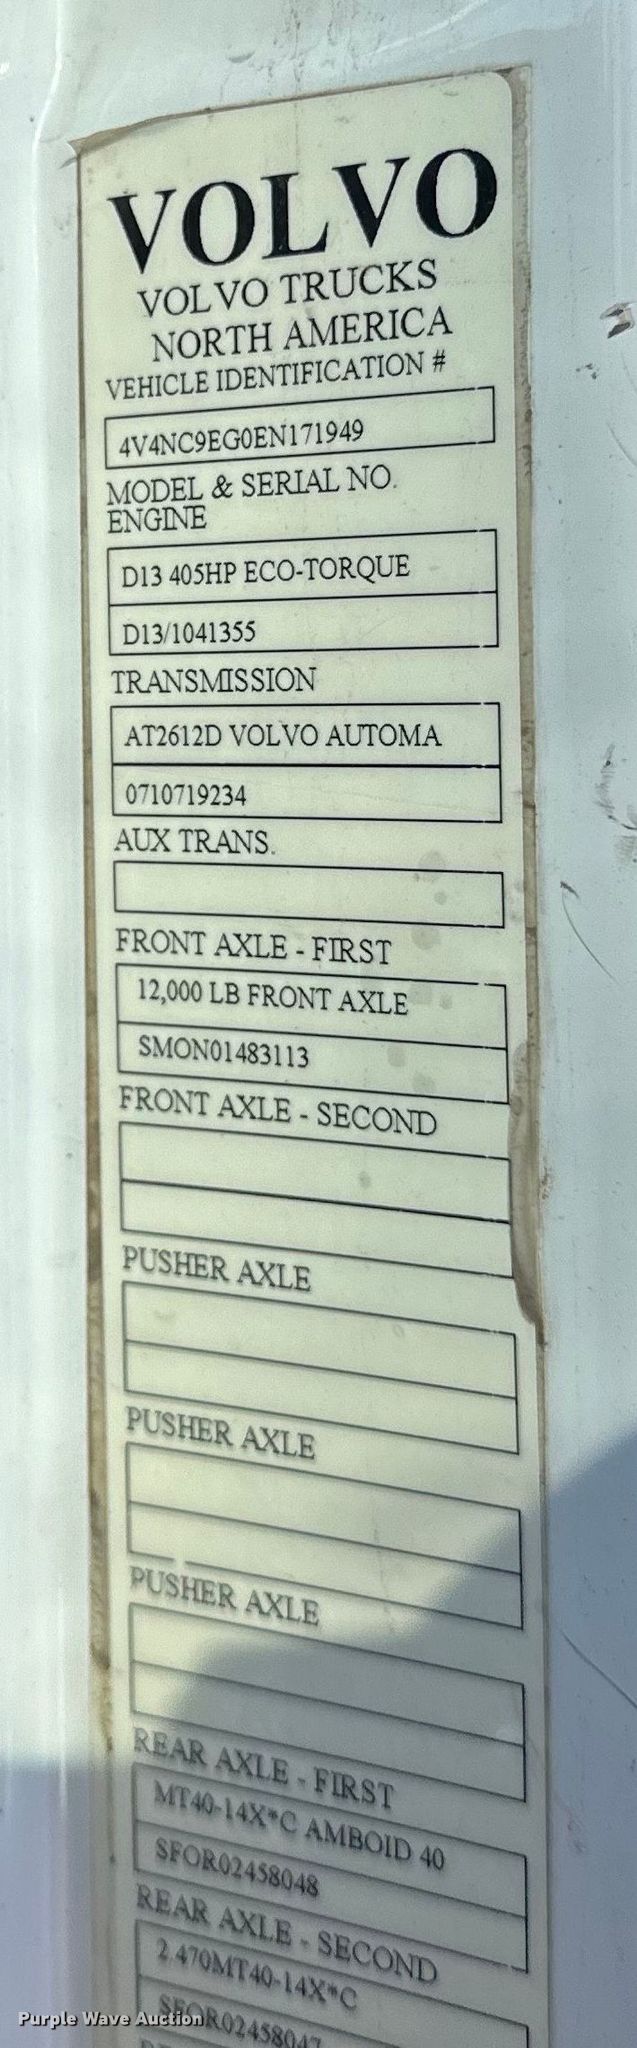 VOLVO
VOLVO TRUCKS
NORTH AMERICA
VEHICLE IDENTIFICATION #
4V4NC9EG0EN171949
MODEL & SERIAL NO.
ENGINE
D13 405HP ECO-TORQUE
D13/1041355
TRANSMISSION
AT2612D VOLVO AUTOMA
0710719234
AUX TRANS.
FRONT AXLE - FIRST
12,000 LB FRONT AXLE
SMON01483113
FRONT AXLE - SECOND
PUSHER AXLE
PUSHER AXLE
PUSHER AXLE
REAR AXLE - FIRST
MT40-14X*C AMBOID 40
SFOR02458048
REAR AXLE - SECOND
2.470MT40-14X*C
SFOR02458047
Purple Wave Auction